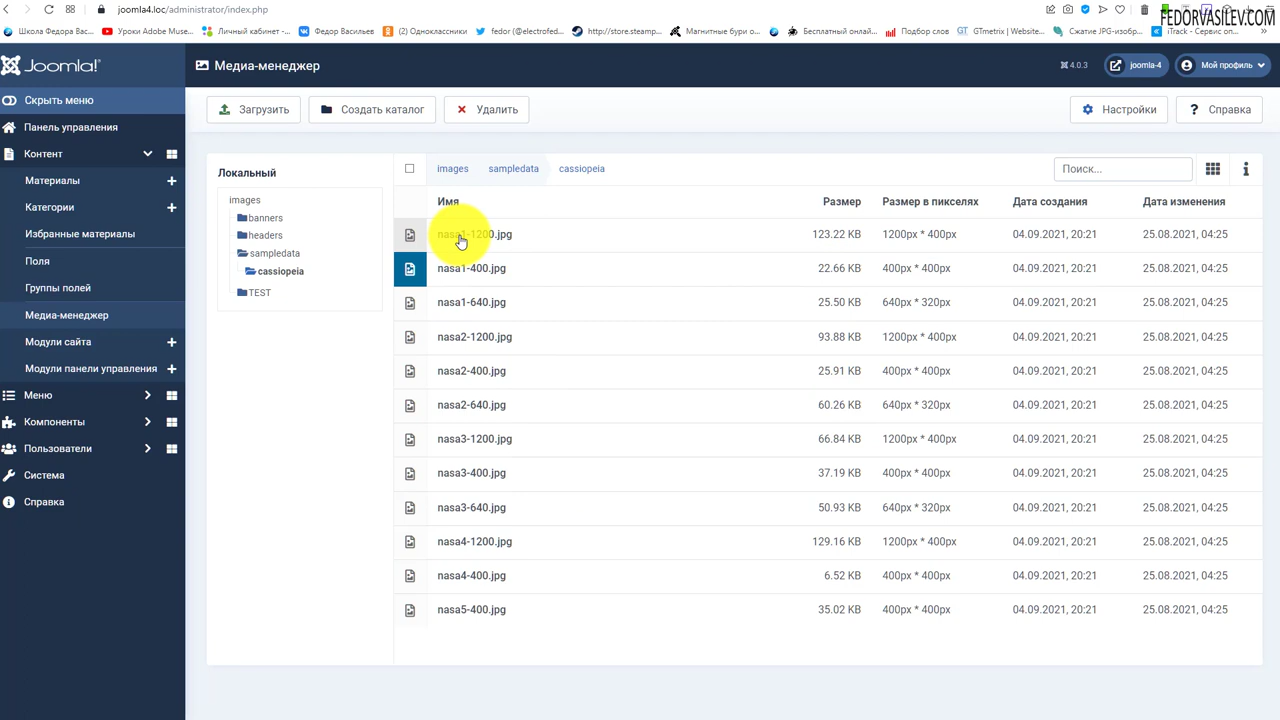 joomla4.loc/administrator/index.php
FEDORVASILEV.COM
Школа Федора Вас...
Уроки Adobe Muse...
Личный кабинет -...
Федор Васильев
(2) Одноклассники
fedor (@electrofed...
http://store.steamp...
Магнитные бури о...
Бесплатный онлай...
Подбор слов
GTmetrix | Website...
Сжатие JPG-изобр...
iTrack - Сервис оп...
Joomla!
Медиа-менеджер
4.0.3
joomla-4
Мой профиль
Скрыть меню
Загрузить
Создать каталог
Удалить
Настройки
Справка
Панель управления
Контент
Материалы
Категории
Избранные материалы
Поля
Группы полей
Медиа-менеджер
Модули сайта
Модули панели управления
Меню
Компоненты
Пользователи
Система
Справка
Локальный
images
banners
headers
sampledata
cassiopeia
TEST
images sampledata cassiopeia
Поиск...
Имя Размер Размер в пикселях Дата создания Дата изменения
nasa1-1200.jpg 123.22 KB 1200px * 400px 04.09.2021, 20:21 25.08.2021, 04:25
nasa1-400.jpg 22.66 KB 400px * 400px 04.09.2021, 20:21 25.08.2021, 04:25
nasa1-640.jpg 25.50 KB 640px * 320px 04.09.2021, 20:21 25.08.2021, 04:25
nasa2-1200.jpg 93.88 KB 1200px * 400px 04.09.2021, 20:21 25.08.2021, 04:25
nasa2-400.jpg 25.91 KB 400px * 400px 04.09.2021, 20:21 25.08.2021, 04:25
nasa2-640.jpg 60.26 KB 640px * 320px 04.09.2021, 20:21 25.08.2021, 04:25
nasa3-1200.jpg 66.84 KB 1200px * 400px 04.09.2021, 20:21 25.08.2021, 04:25
nasa3-400.jpg 37.19 KB 400px * 400px 04.09.2021, 20:21 25.08.2021, 04:25
nasa3-640.jpg 50.93 KB 640px * 320px 04.09.2021, 20:21 25.08.2021, 04:25
nasa4-1200.jpg 129.16 KB 1200px * 400px 04.09.2021, 20:21 25.08.2021, 04:25
nasa4-400.jpg 6.52 KB 400px * 400px 04.09.2021, 20:21 25.08.2021, 04:25
nasa5-400.jpg 35.02 KB 400px * 400px 04.09.2021, 20:21 25.08.2021, 04:25